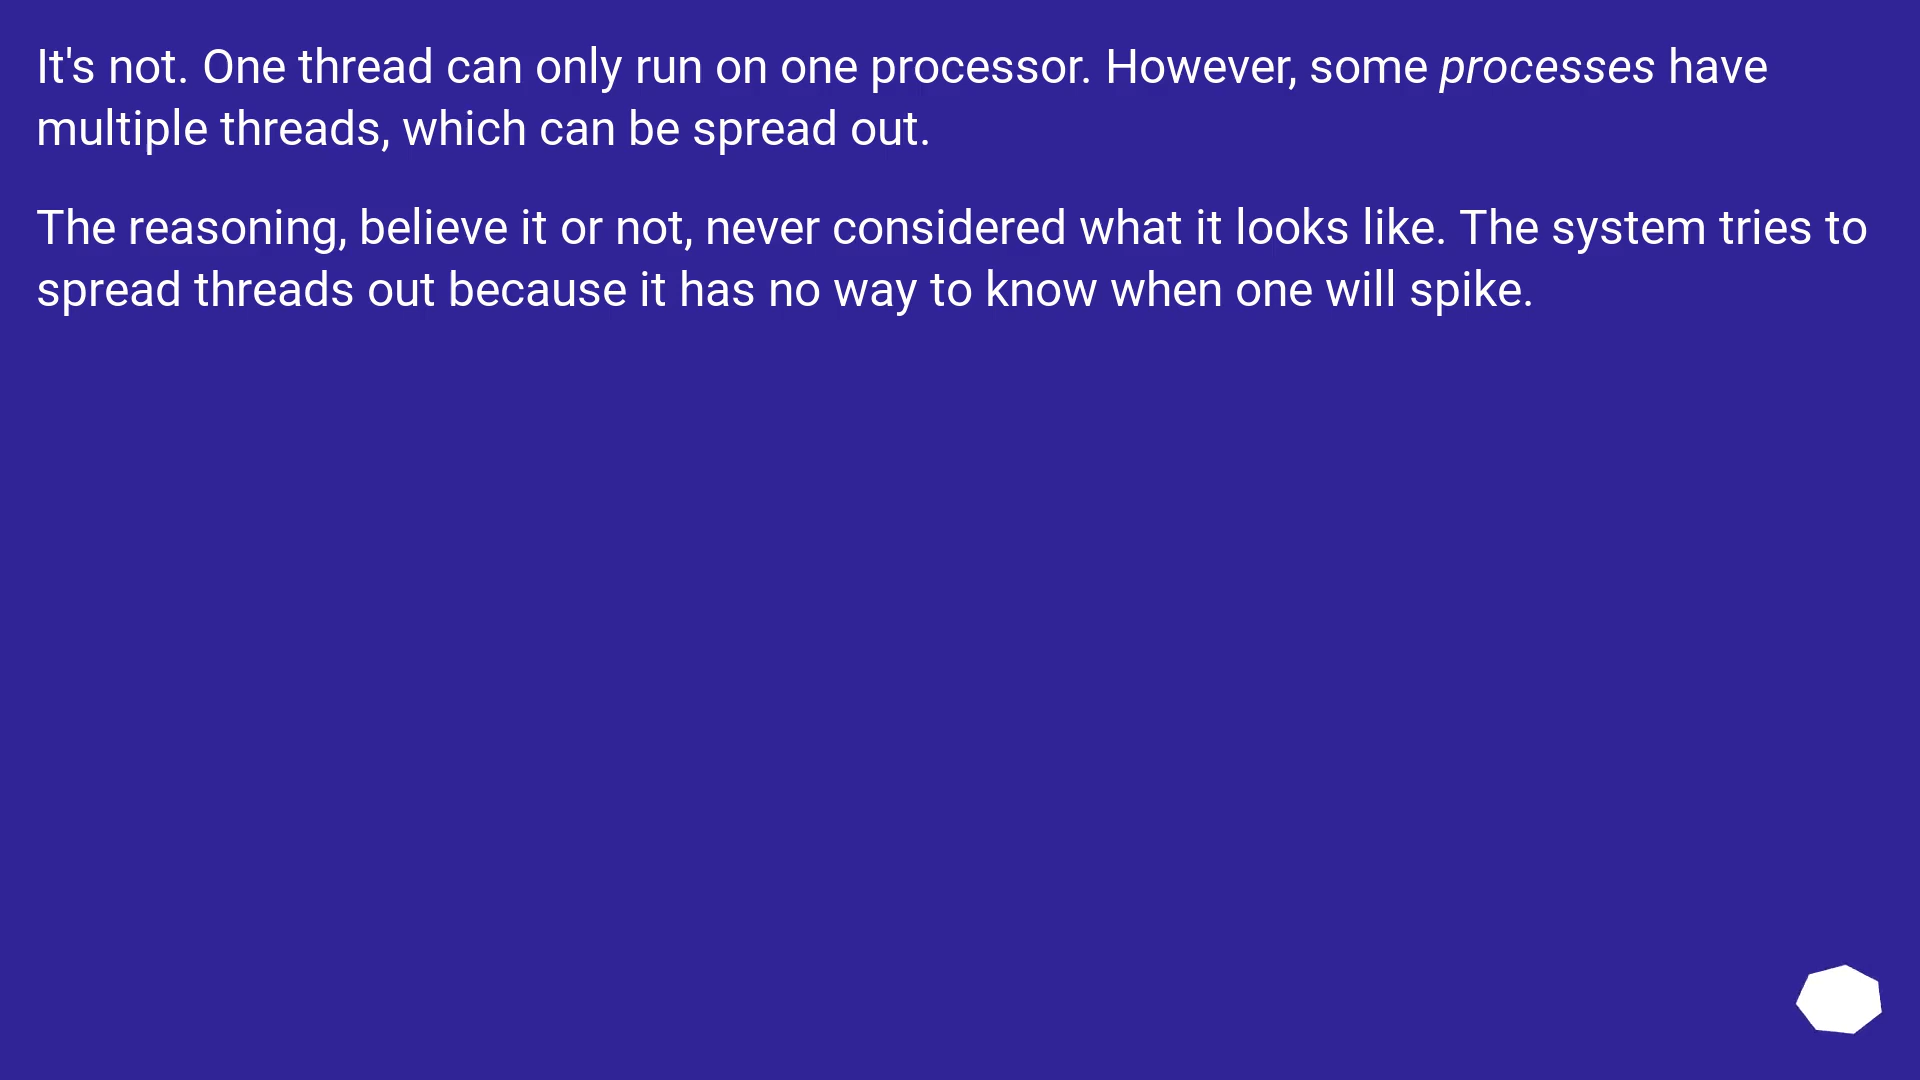 It's not. One thread can only run on one processor. However, some processes have
multiple threads, which can be spread out.
The reasoning, believe it or not, never considered what it looks like. The system tries to
spread threads out because it has no way to know when one will spike.